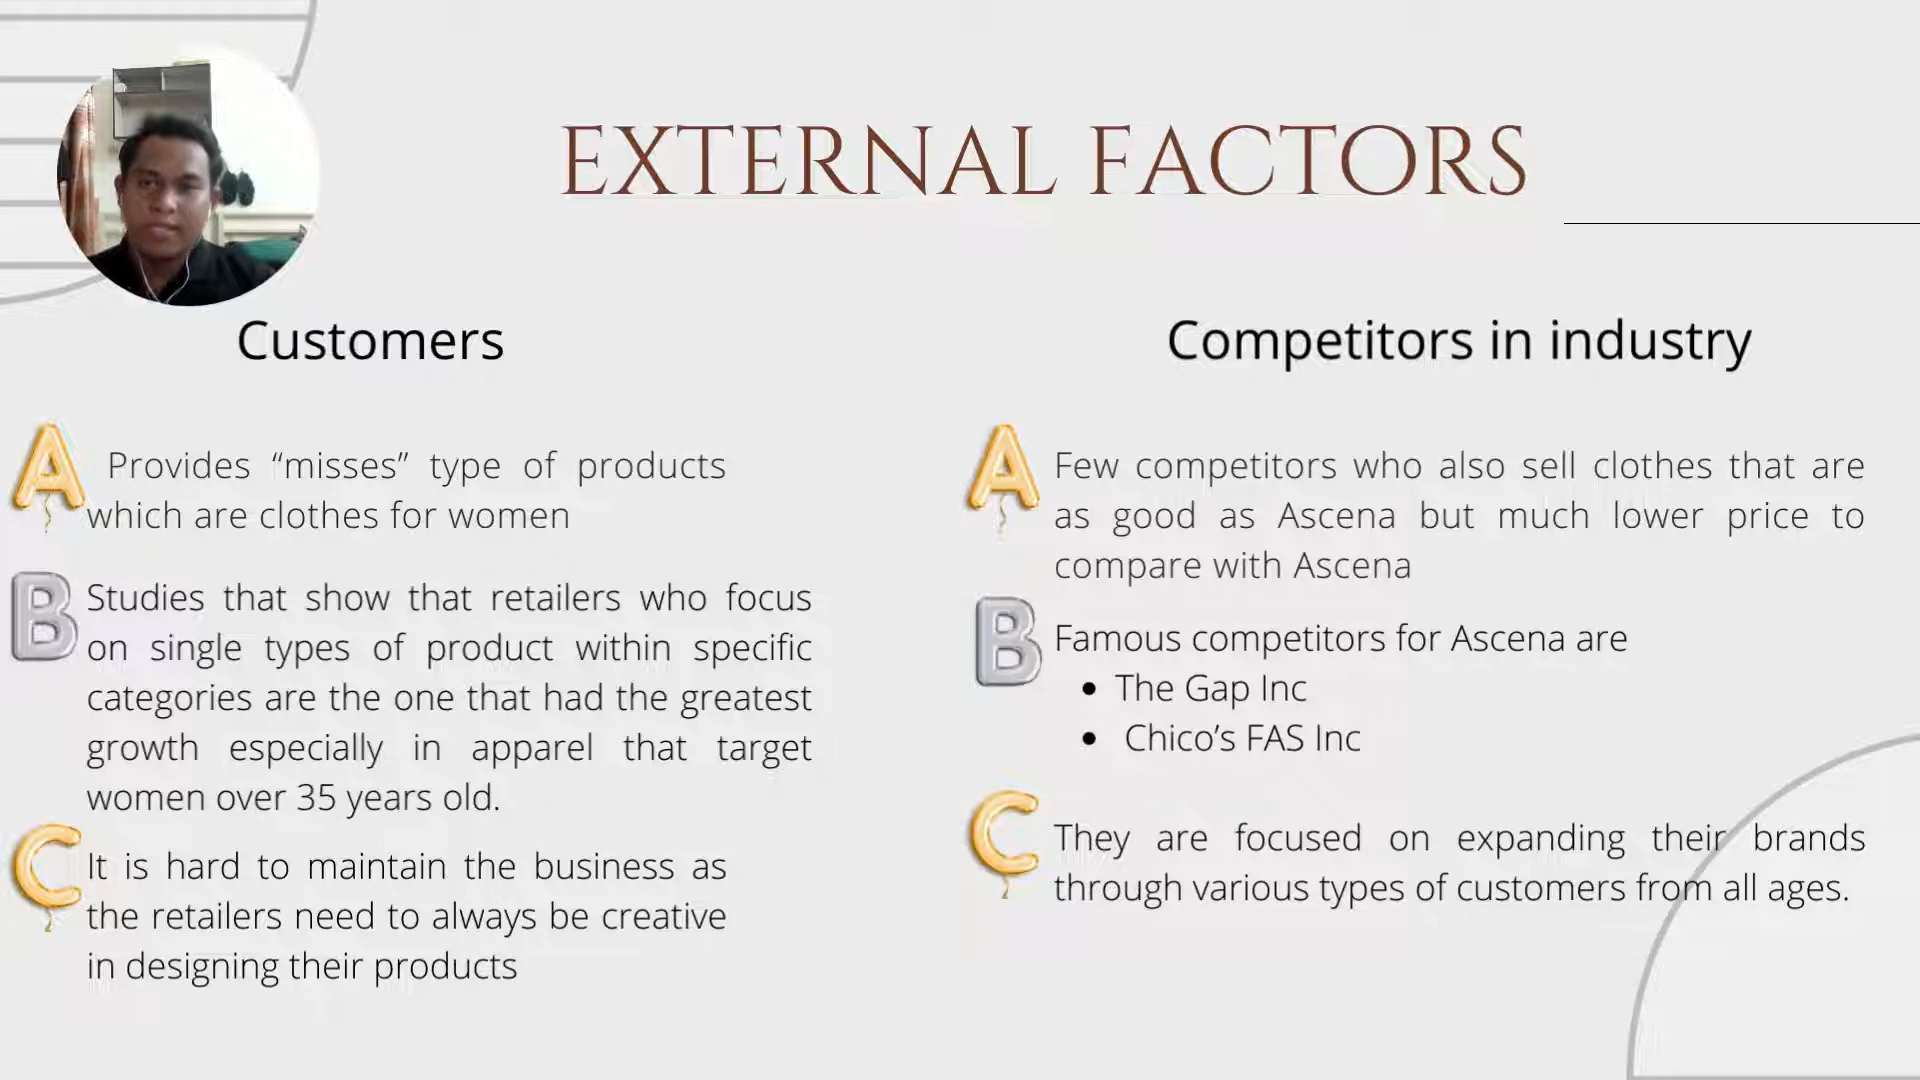 EXTERNAL FACTORS
Customers
A
Provides “misses” type of products
which are clothes for women
B
Studies that show that retailers who focus
on single types of product within specific
categories are the one that had the greatest
growth especially in apparel that target
women over 35 years old.
C
It is hard to maintain the business as
the retailers need to always be creative
in designing their products
Competitors in industry
A
Few competitors who also sell clothes that are
as good as Ascena but much lower price to
compare with Ascena
B
Famous competitors for Ascena are
• The Gap Inc
• Chico’s FAS Inc
C
They are focused on expanding their brands
through various types of customers from all ages.